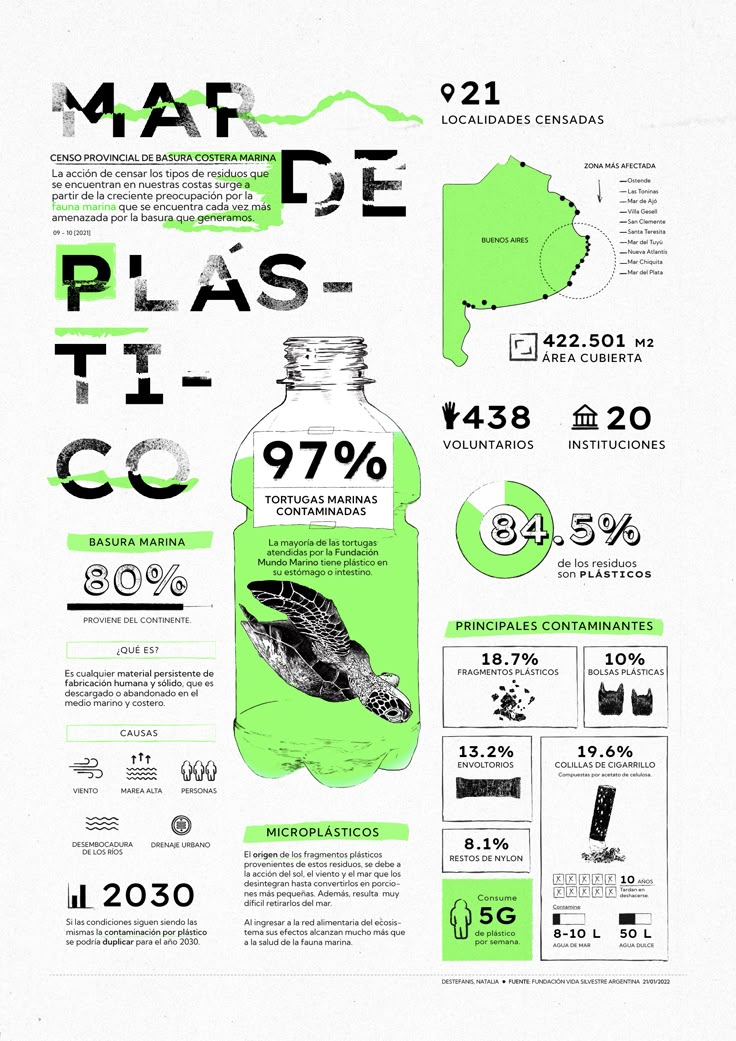 MAR
DE
PLÁS-
TI-
CO
CENSO PROVINCIAL DE BASURA COSTERA MARINA
La acción de censar los tipos de residuos que
se encuentran en nuestras costas surge a
partir de la creciente preocupación por la
fauna marina que se encuentra cada vez más
amenazada por la basura que generamos.
09 - 10 [2021]
21
LOCALIDADES CENSADAS
ZONA MÁS AFECTADA
Ostende
Las Toninas
Mar de Ajó
Villa Gesell
San Clemente
Santa Teresita
Mar del Tuyú
Nueva Atlantis
Mar Chiquita
Mar del Plata
BUENOS AIRES
422.501 M2
ÁREA CUBIERTA
438
VOLUNTARIOS
20
INSTITUCIONES
84.5%
de los residuos
son PLÁSTICOS
97%
TORTUGAS MARINAS
CONTAMINADAS
La mayoría de las tortugas
atendidas por la Fundación
Mundo Marino tiene plástico en
su estómago o intestino.
BASURA MARINA
80%
PROVIENE DEL CONTINENTE.
¿QUÉ ES?
Es cualquier material persistente de
fabricación humana y sólido, que es
descargado o abandonado en el
medio marino y costero.
CAUSAS
VIENTO
MAREA ALTA
PERSONAS
DESEMBOCADURA
DE LOS RÍOS
DRENAJE URBANO
2030
Si las condiciones siguen siendo las
mismas la contaminación por plástico
se podría duplicar para el año 2030.
MICROPLÁSTICOS
El origen de los fragmentos plásticos
provenientes de estos residuos, se debe a
la acción del sol, el viento y el mar que los
desintegran hasta convertirlos en porcio-
nes más pequeñas. Además, resulta muy
difícil retirarlos del mar.
Al ingresar a la red alimentaria del ecosis-
tema sus efectos alcanzan mucho más que
a la salud de la fauna marina.
PRINCIPALES CONTAMINANTES
18.7%
FRAGMENTOS PLÁSTICOS
10%
BOLSAS PLÁSTICAS
13.2%
ENVOLTORIOS
19.6%
COLILLAS DE CIGARRILLO
Compuestas por acetato de celulosa.
8.1%
RESTOS DE NYLON
10 AÑOS
Tardan en
deshacerse.
Contamina:
8-10 L
AGUA DE MAR
50 L
AGUA DULCE
Consume
5G
de plástico
por semana.
DESTEFANIS, NATALIA ● FUENTE: FUNDACIÓN VIDA SILVESTRE ARGENTINA 21/01/2022